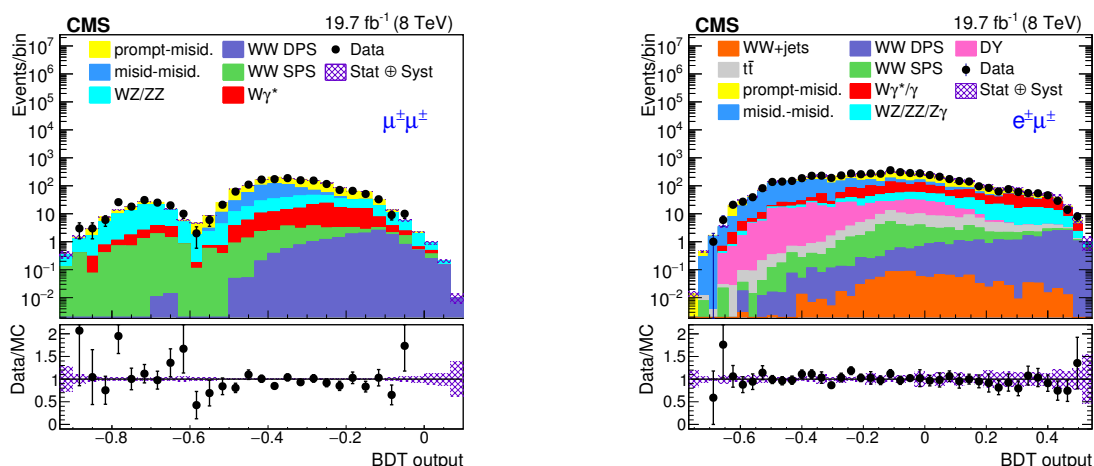 CMS 19.7 fb⁻¹ (8 TeV)
Events/bin
10⁷
10⁶
10⁵
10⁴
10³
10²
10
1
10⁻¹
10⁻²
prompt-misid. WW DPS Data
misid-misid. WW SPS Stat ⊕ Syst
WZ/ZZ Wγ*
μ±μ±
Data/MC
2
1.5
1
0.5
0
−0.8 −0.6 −0.4 −0.2 0
BDT output
CMS 19.7 fb⁻¹ (8 TeV)
Events/bin
10⁷
10⁶
10⁵
10⁴
10³
10²
10
1
10⁻¹
10⁻²
WW+jets WW DPS DY
tt̄ WW SPS Data
prompt-misid. Wγ*/γ Stat ⊕ Syst
misid.-misid. WZ/ZZ/Zγ
e±μ±
Data/MC
2
1.5
1
0.5
0
−0.6 −0.4 −0.2 0 0.2 0.4
BDT output